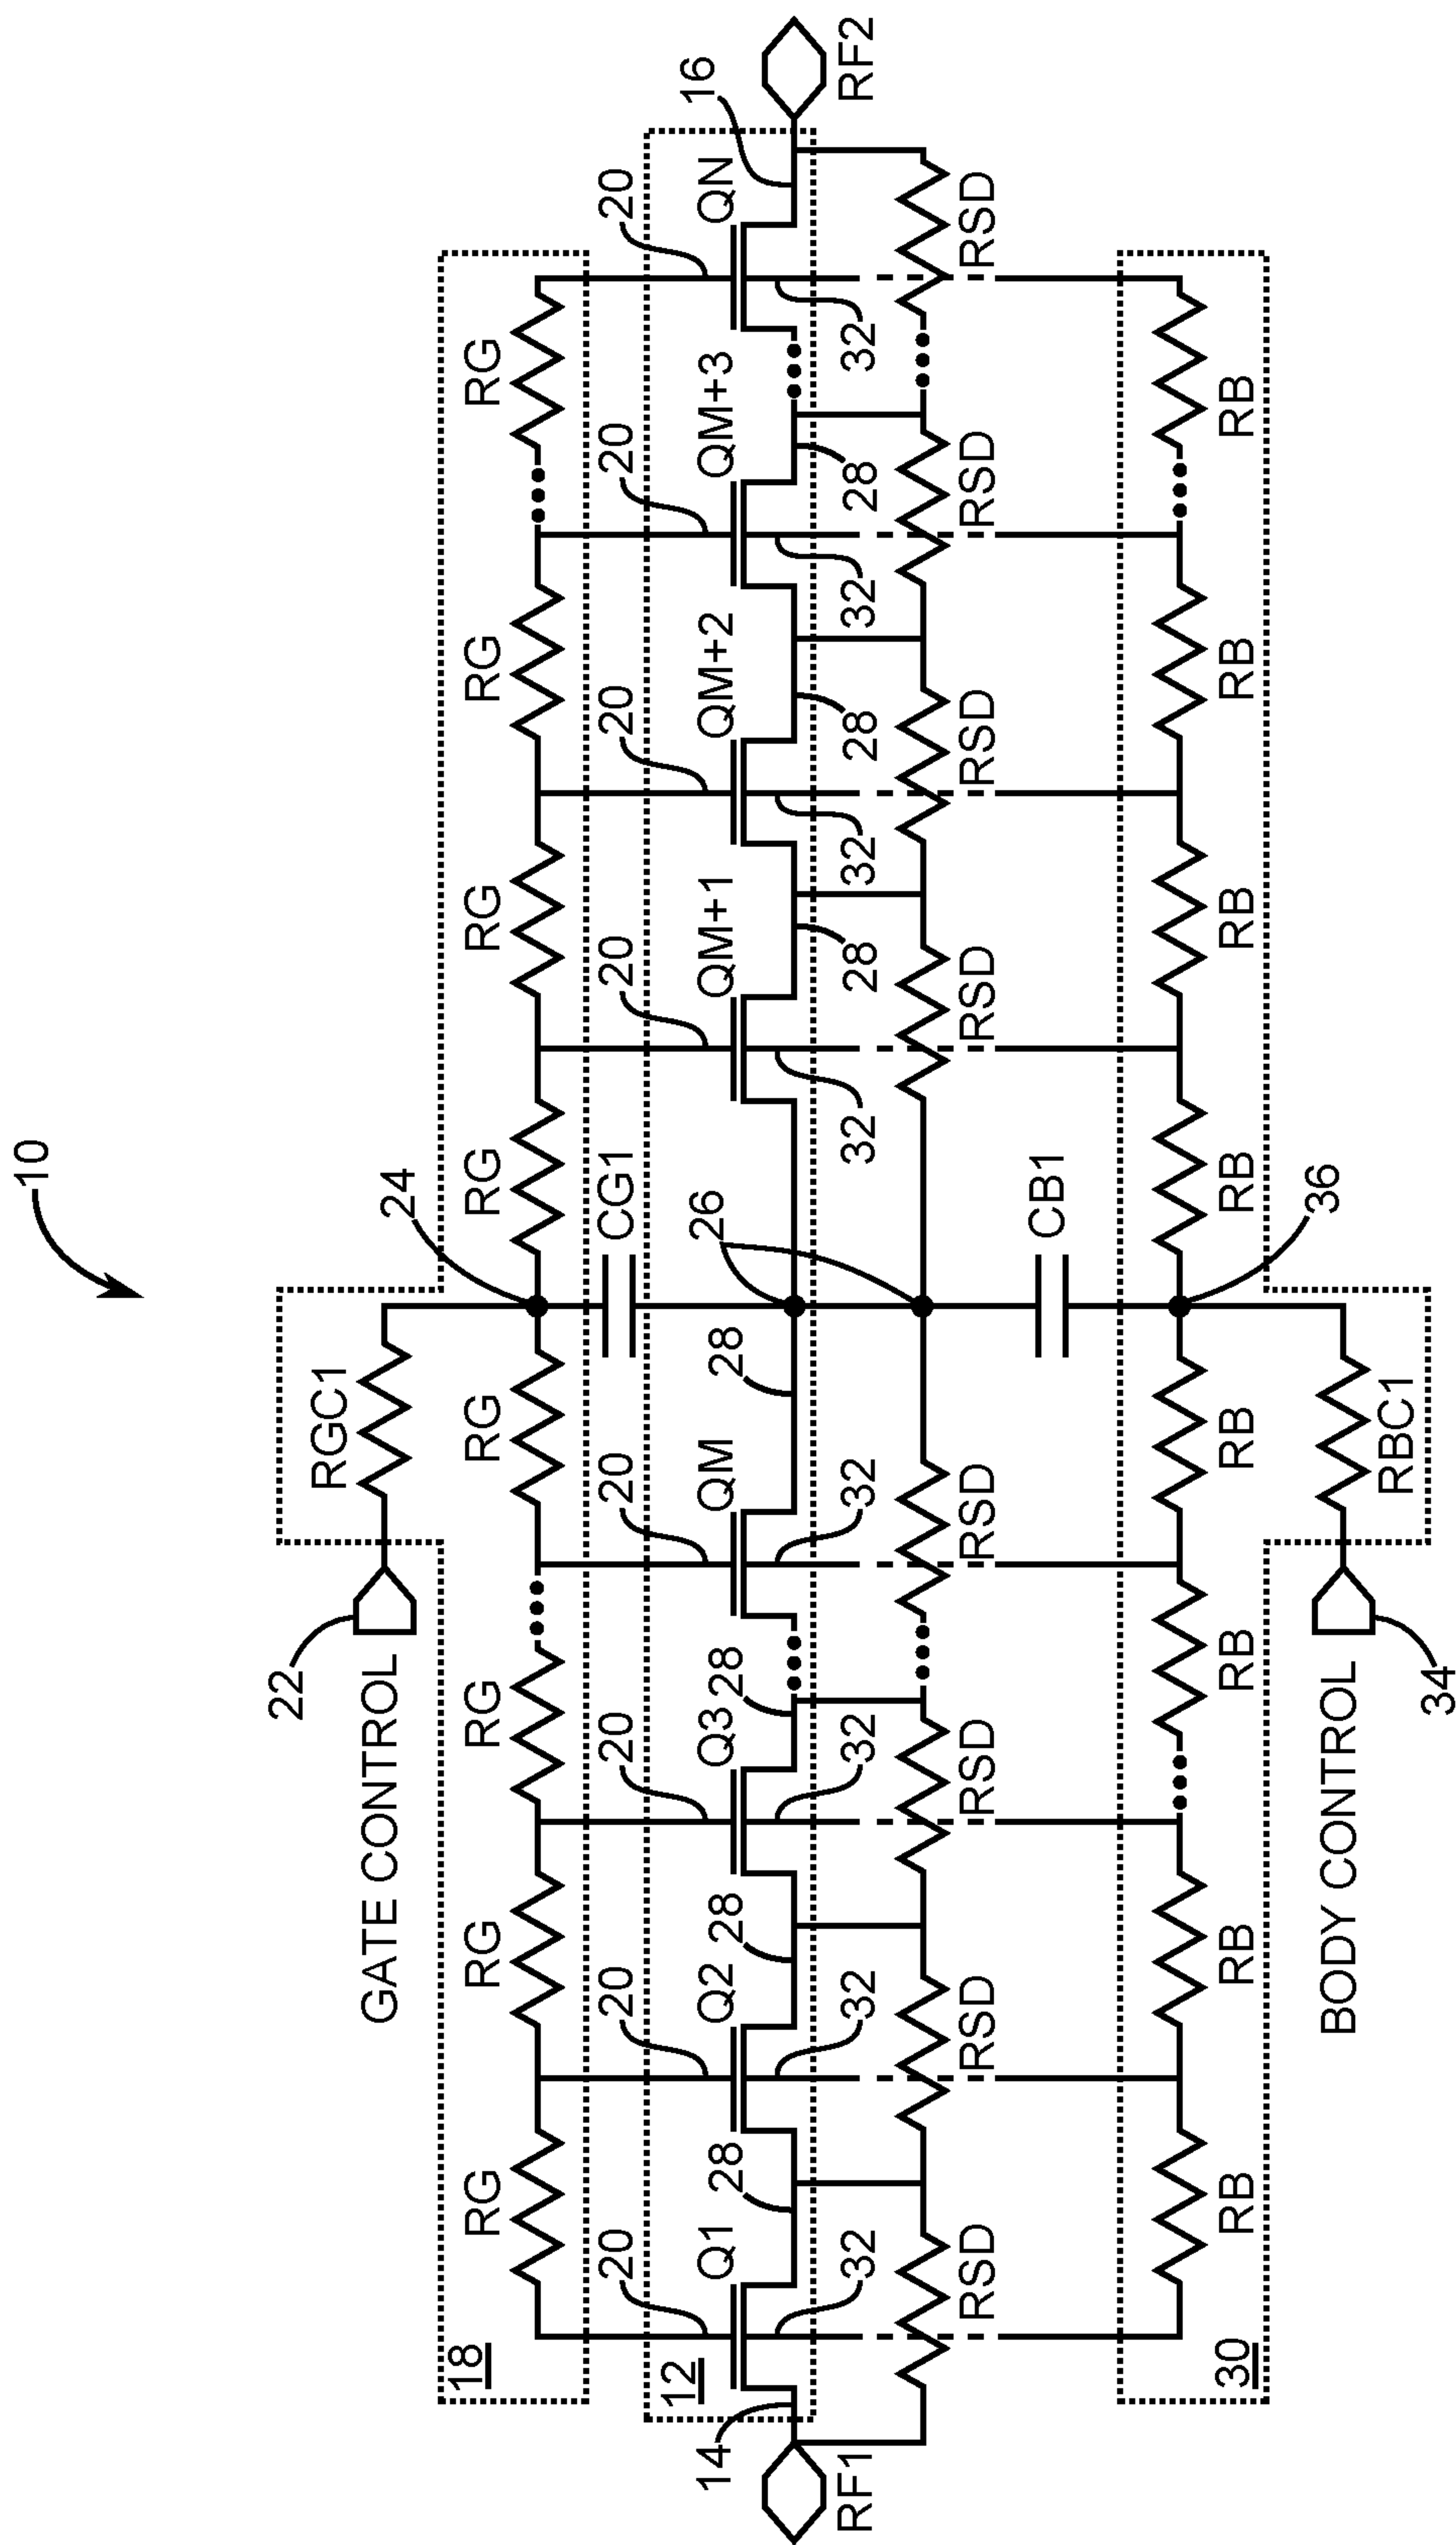 10
22
RGC1
GATE CONTROL
24
18
RG RG RG RG RG RG RG RG
20 20 20 20 CG1 20 20 20 20
12
Q1 28 Q2 28 Q3 28 QM 28 26 QM+1 QM+2 QM+3 QN 16
14
RF1 32 32 32 32 32 28 32 28 32 28 32 RF2
RSD RSD RSD RSD RSD RSD RSD RSD
CB1
30
RB RB RB RB RB RB RB RB
36
BODY CONTROL
RBC1
34